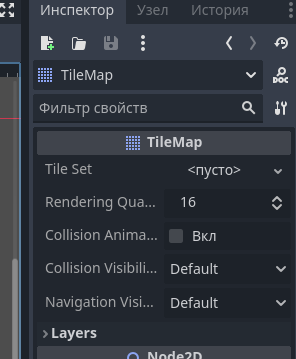 Инспектор Узел История
TileMap
Фильтр свойств
TileMap
Tile Set <пусто>
Rendering Qua... 16
Collision Anima... Вкл
Collision Visibili... Default
Navigation Visi... Default
Layers
Node2D